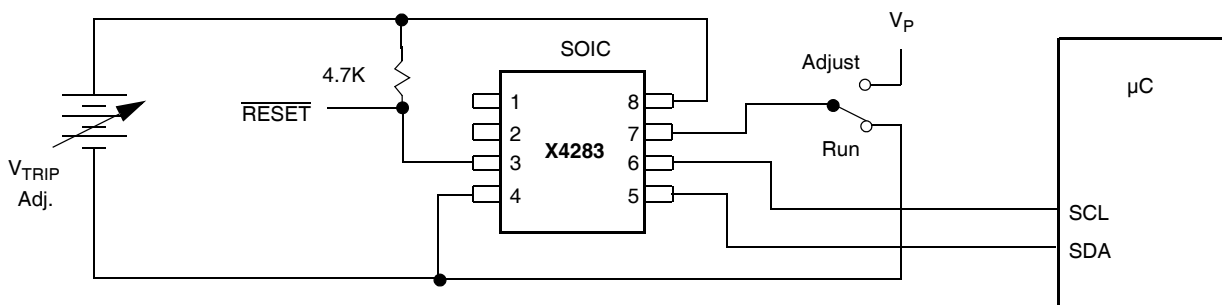 V_P
SOIC
Adjust
4.7K
µC
1 8
RESET
2 7
X4283
Run
3 6
V_TRIP
Adj.
4 5
SCL
SDA